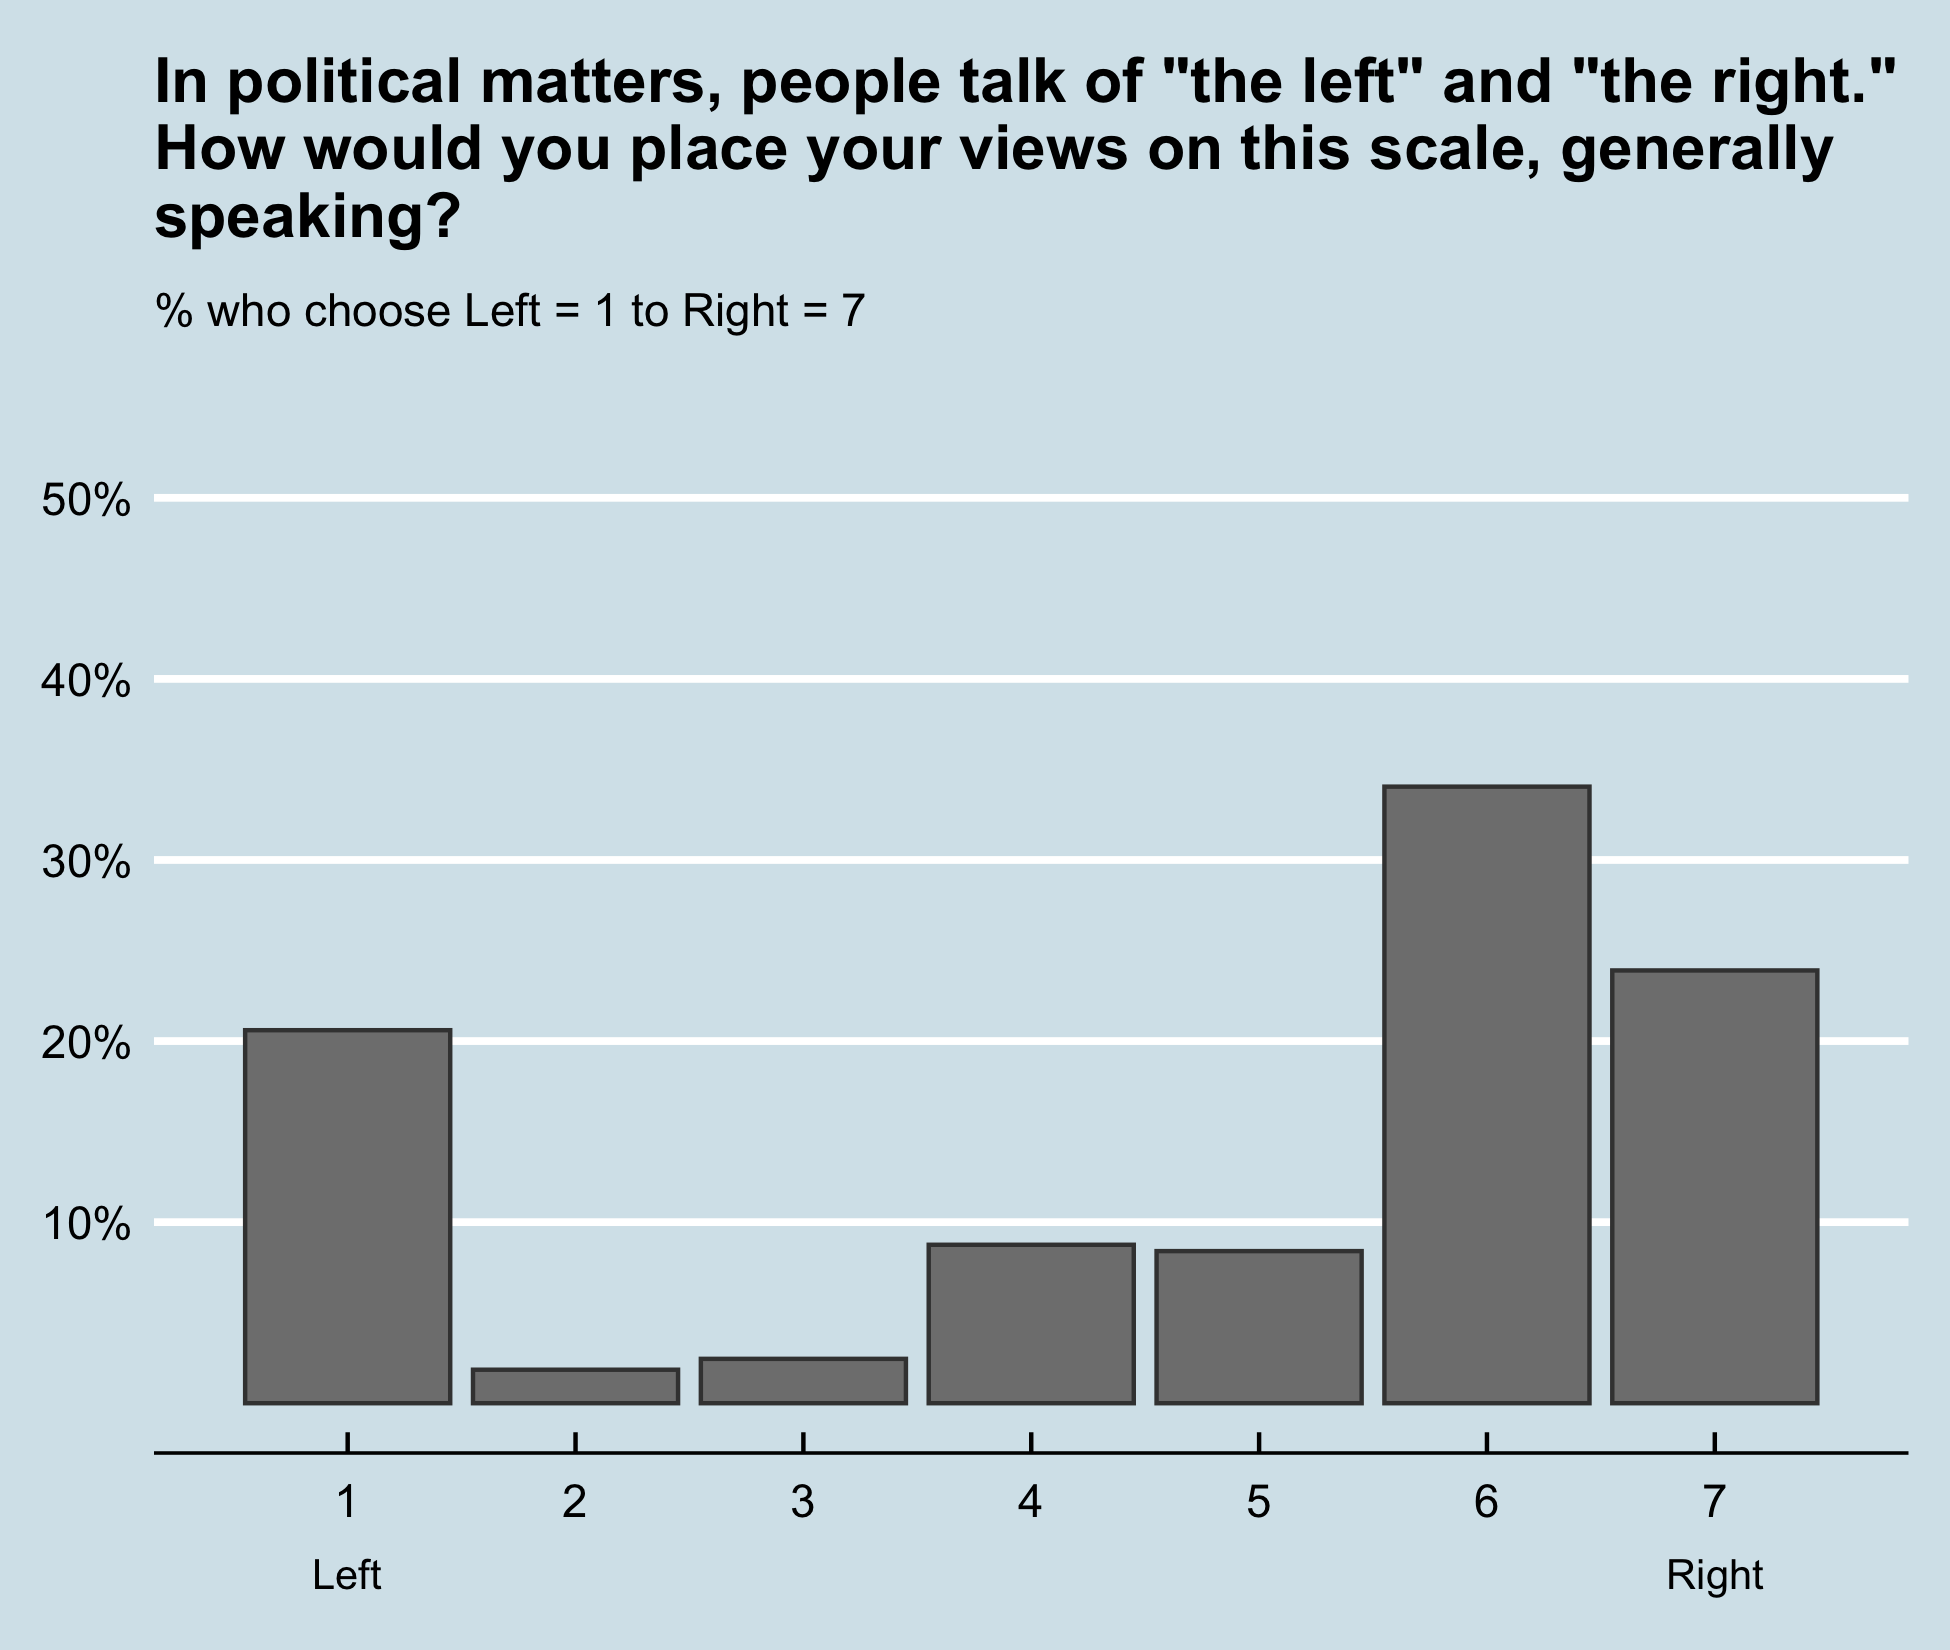 In political matters, people talk of "the left" and "the right."
How would you place your views on this scale, generally
speaking?
% who choose Left = 1 to Right = 7
50%
40%
30%
20%
10%
1 2 3 4 5 6 7
Left Right